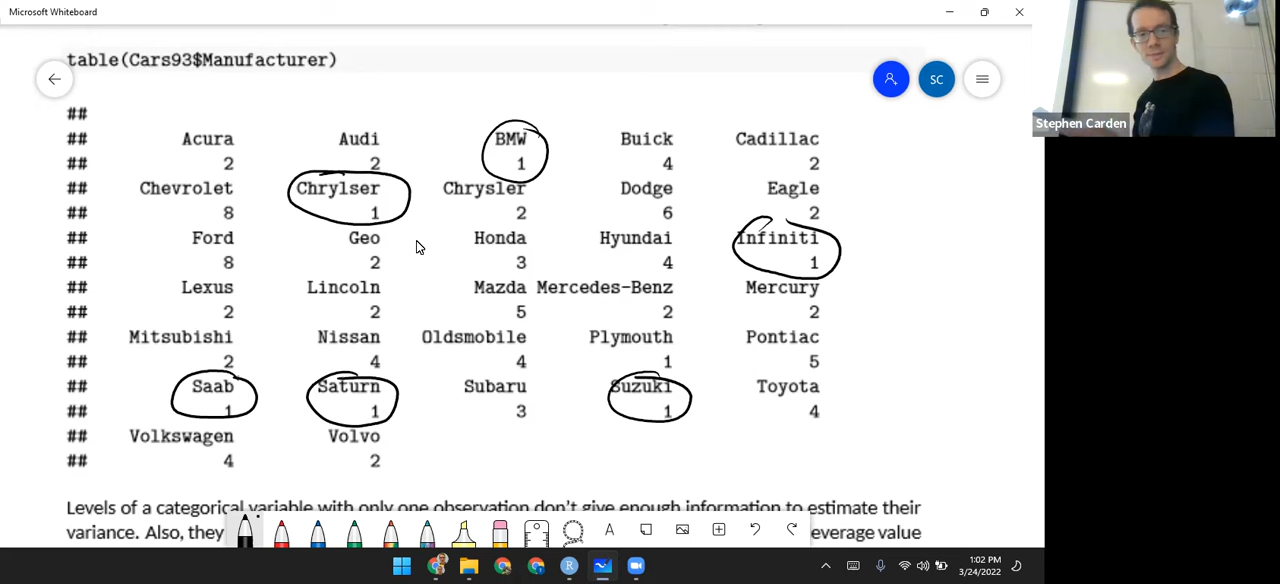 Microsoft Whiteboard
table(Cars93$Manufacturer)
##
## Acura Audi BMW Buick Cadillac
## 2 2 1 4 2
## Chevrolet Chrylser Chrysler Dodge Eagle
## 8 1 2 6 2
## Ford Geo Honda Hyundai Infiniti
## 8 2 3 4 1
## Lexus Lincoln Mazda Mercedes-Benz Mercury
## 2 2 5 2 2
## Mitsubishi Nissan Oldsmobile Plymouth Pontiac
## 2 4 4 1 5
## Saab Saturn Subaru Suzuki Toyota
## 1 1 3 1 4
## Volkswagen Volvo
## 4 2
Levels of a categorical variable with only one observation don't give enough information to estimate their
variance. Also, they everage value
SC
Stephen Carden
A
R
1:02 PM
3/24/2022